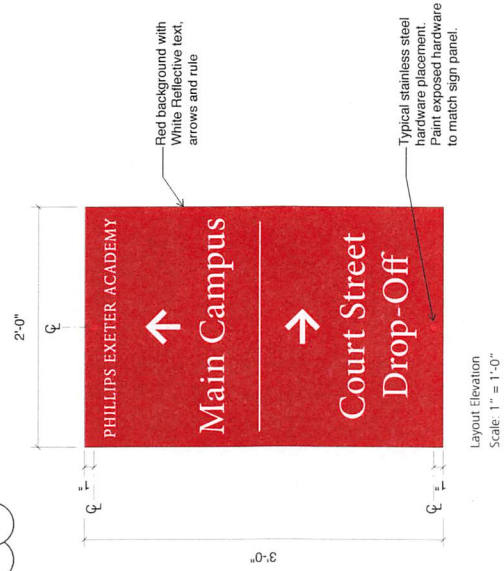 2'-0"
℄
PHILLIPS EXETER ACADEMY
Main Campus
Court Street
Drop-Off
Red background with
White Reflective text,
arrows and rule
Typical stainless steel
hardware placement.
Paint exposed hardware
to match sign panel.
℄
1"
3'-0"
℄
1"
Layout Elevation
Scale: 1" = 1'-0"